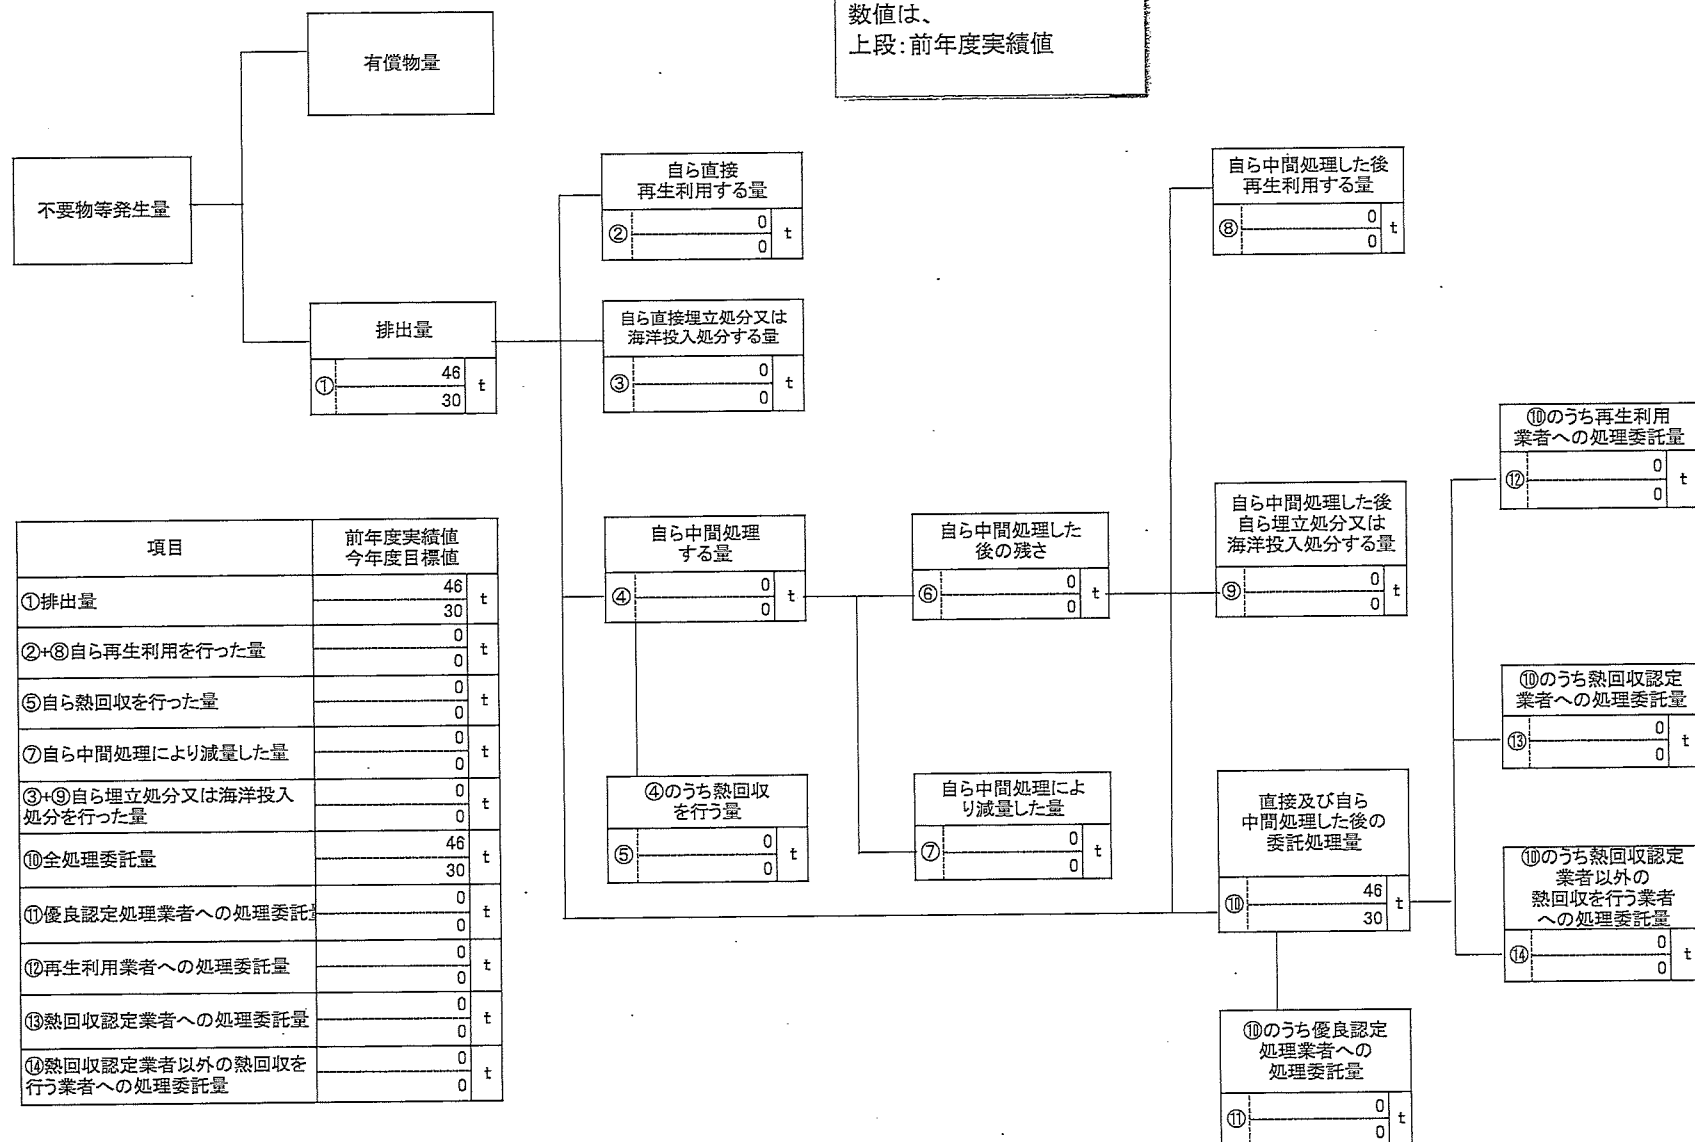 数値は、
上段:前年度実績値
有償物量
不要物等発生量
排出量
① 46 t
30
自ら直接
再生利用する量
② 0 t
0
自ら直接埋立処分又は
海洋投入処分する量
③ 0 t
0
自ら中間処理
する量
④ 0 t
0
④のうち熱回収
を行う量
⑤ 0 t
0
自ら中間処理した
後の残さ
⑥ 0 t
0
自ら中間処理によ
り減量した量
⑦ 0 t
0
自ら中間処理した後
再生利用する量
⑧ 0 t
0
自ら中間処理した後
自ら埋立処分又は
海洋投入処分する量
⑨ 0 t
0
直接及び自ら
中間処理した後の
委託処理量
⑩ 46 t
30
⑩のうち優良認定
処理業者への
処理委託量
⑪ 0 t
0
⑩のうち再生利用
業者への処理委託量
⑫ 0 t
0
⑩のうち熱回収認定
業者への処理委託量
⑬ 0 t
0
⑩のうち熱回収認定
業者以外の
熱回収を行う業者
への処理委託量
⑭ 0 t
0
項目 前年度実績値
今年度目標値
①排出量 46 t
30
②+⑧自ら再生利用を行った量 0 t
0
⑤自ら熱回収を行った量 0 t
0
⑦自ら中間処理により減量した量 0 t
0
③+⑨自ら埋立処分又は海洋投入
処分を行った量 0 t
0
⑩全処理委託量 46 t
30
⑪優良認定処理業者への処理委託 0 t
0
⑫再生利用業者への処理委託量 0 t
0
⑬熱回収認定業者への処理委託量 0 t
0
⑭熱回収認定業者以外の熱回収を
行う業者への処理委託量 0 t
0